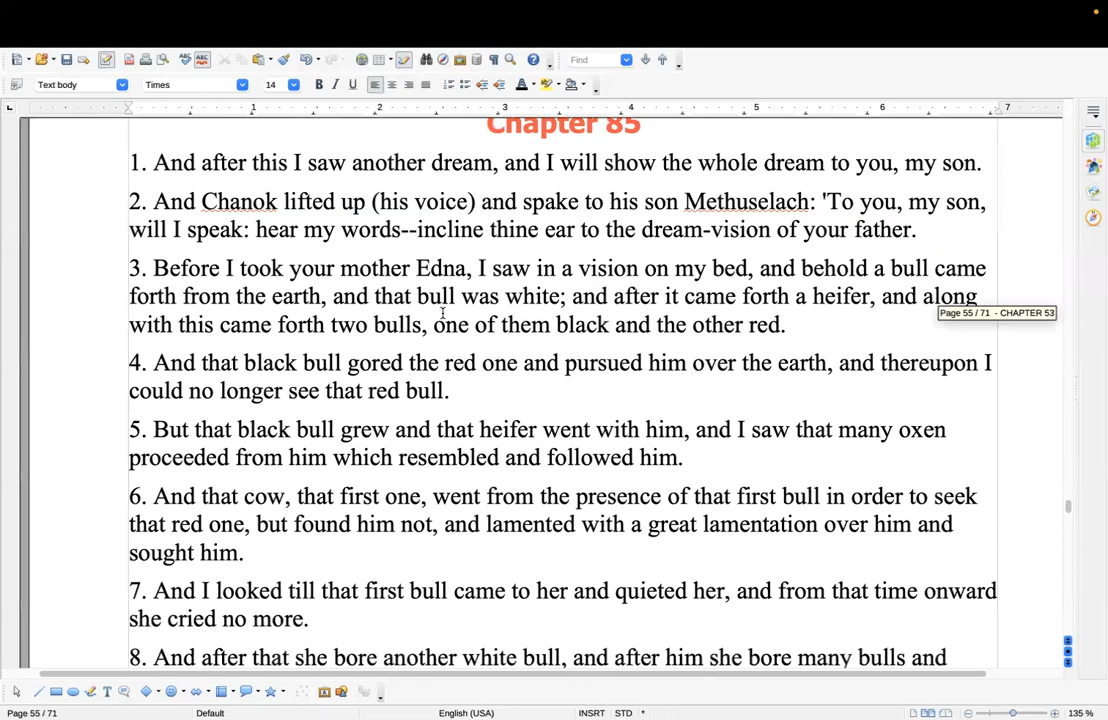 Find
Text body
Times
14
B I U
1 2 3 4 5 6 7
Chapter 85
1. And after this I saw another dream, and I will show the whole dream to you, my son.
2. And Chanok lifted up (his voice) and spake to his son Methuselach: 'To you, my son,
will I speak: hear my words--incline thine ear to the dream-vision of your father.
3. Before I took your mother Edna, I saw in a vision on my bed, and behold a bull came
forth from the earth, and that bull was white; and after it came forth a heifer, and along
with this came forth two bulls, one of them black and the other red.
Page 55 / 71 - CHAPTER 53
4. And that black bull gored the red one and pursued him over the earth, and thereupon I
could no longer see that red bull.
5. But that black bull grew and that heifer went with him, and I saw that many oxen
proceeded from him which resembled and followed him.
6. And that cow, that first one, went from the presence of that first bull in order to seek
that red one, but found him not, and lamented with a great lamentation over him and
sought him.
7. And I looked till that first bull came to her and quieted her, and from that time onward
she cried no more.
8. And after that she bore another white bull, and after him she bore many bulls and
Page 55 / 71
Default
English (USA)
INSRT
STD
*
135 %